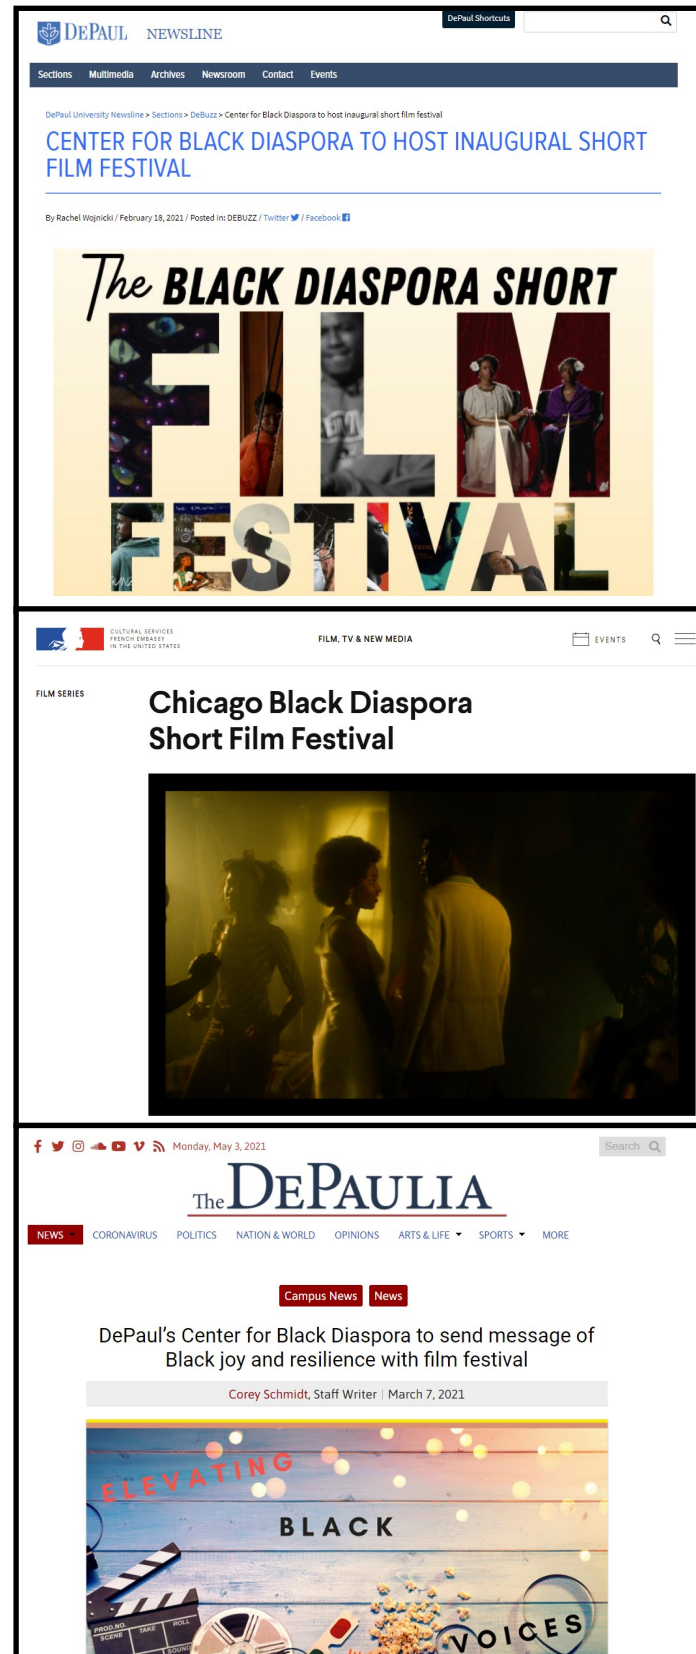 DePaul Shortcuts
DEPAUL NEWSLINE
Sections Multimedia Archives Newsroom Contact Events
DePaul University Newsline > Sections > DeBuzz > Center for Black Diaspora to host inaugural short film festival
CENTER FOR BLACK DIASPORA TO HOST INAUGURAL SHORT
FILM FESTIVAL
By Rachel Wojnicki / February 18, 2021 / Posted in: DEBUZZ / Twitter / Facebook
The BLACK DIASPORA SHORT
FILM
FESTIVAL
CULTURAL SERVICES
FRENCH EMBASSY
IN THE UNITED STATES
FILM, TV & NEW MEDIA
EVENTS
FILM SERIES
Chicago Black Diaspora
Short Film Festival
Monday, May 3, 2021
Search
The DEPAULIA
NEWS CORONAVIRUS POLITICS NATION & WORLD OPINIONS ARTS & LIFE SPORTS MORE
Campus News News
DePaul's Center for Black Diaspora to send message of
Black joy and resilience with film festival
Corey Schmidt, Staff Writer | March 7, 2021
ELEVATING
BLACK
VOICES
PROD.NO.
SCENE TAKE ROLL
SOUND